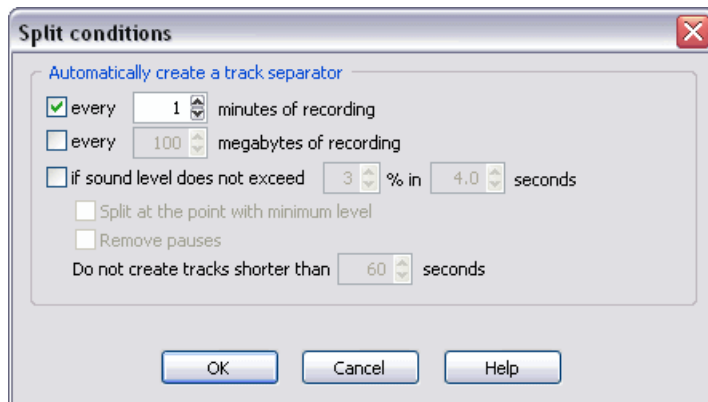 Split conditions
Automatically create a track separator
every 1 minutes of recording
every 100 megabytes of recording
if sound level does not exceed 3 % in 4.0 seconds
Split at the point with minimum level
Remove pauses
Do not create tracks shorter than 60 seconds
OK Cancel Help